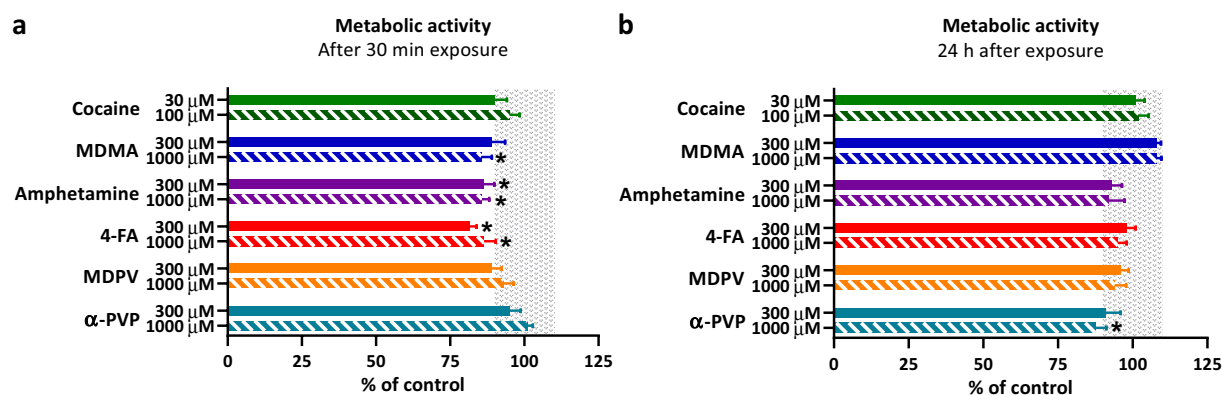 a
Metabolic activity
After 30 min exposure
Cocaine
30 μM
100 μM
MDMA
300 μM
1000 μM
*
Amphetamine
300 μM
*
1000 μM
*
4-FA
300 μM
*
1000 μM
*
MDPV
300 μM
1000 μM
α-PVP
300 μM
1000 μM
0 25 50 75 100 125
% of control
b
Metabolic activity
24 h after exposure
Cocaine
30 μM
100 μM
MDMA
300 μM
1000 μM
Amphetamine
300 μM
1000 μM
4-FA
300 μM
1000 μM
MDPV
300 μM
1000 μM
α-PVP
300 μM
1000 μM
*
0 25 50 75 100 125
% of control